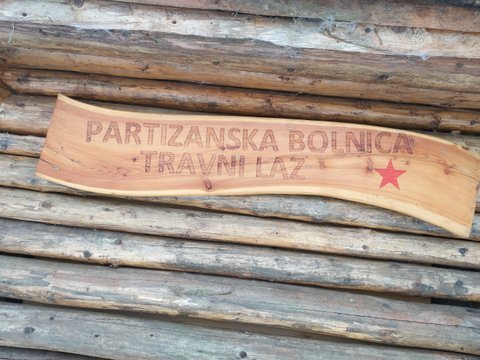 PARTIZANSKA BOLNICA
TRAVNI LAZ